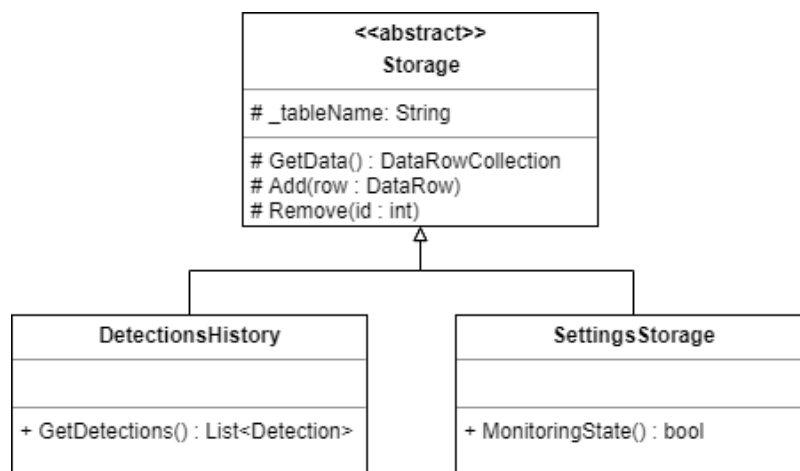 <<abstract>>
Storage
# _tableName: String
# GetData() : DataRowCollection
# Add(row : DataRow)
# Remove(id : int)
DetectionsHistory
+ GetDetections() : List<Detection>
SettingsStorage
+ MonitoringState() : bool